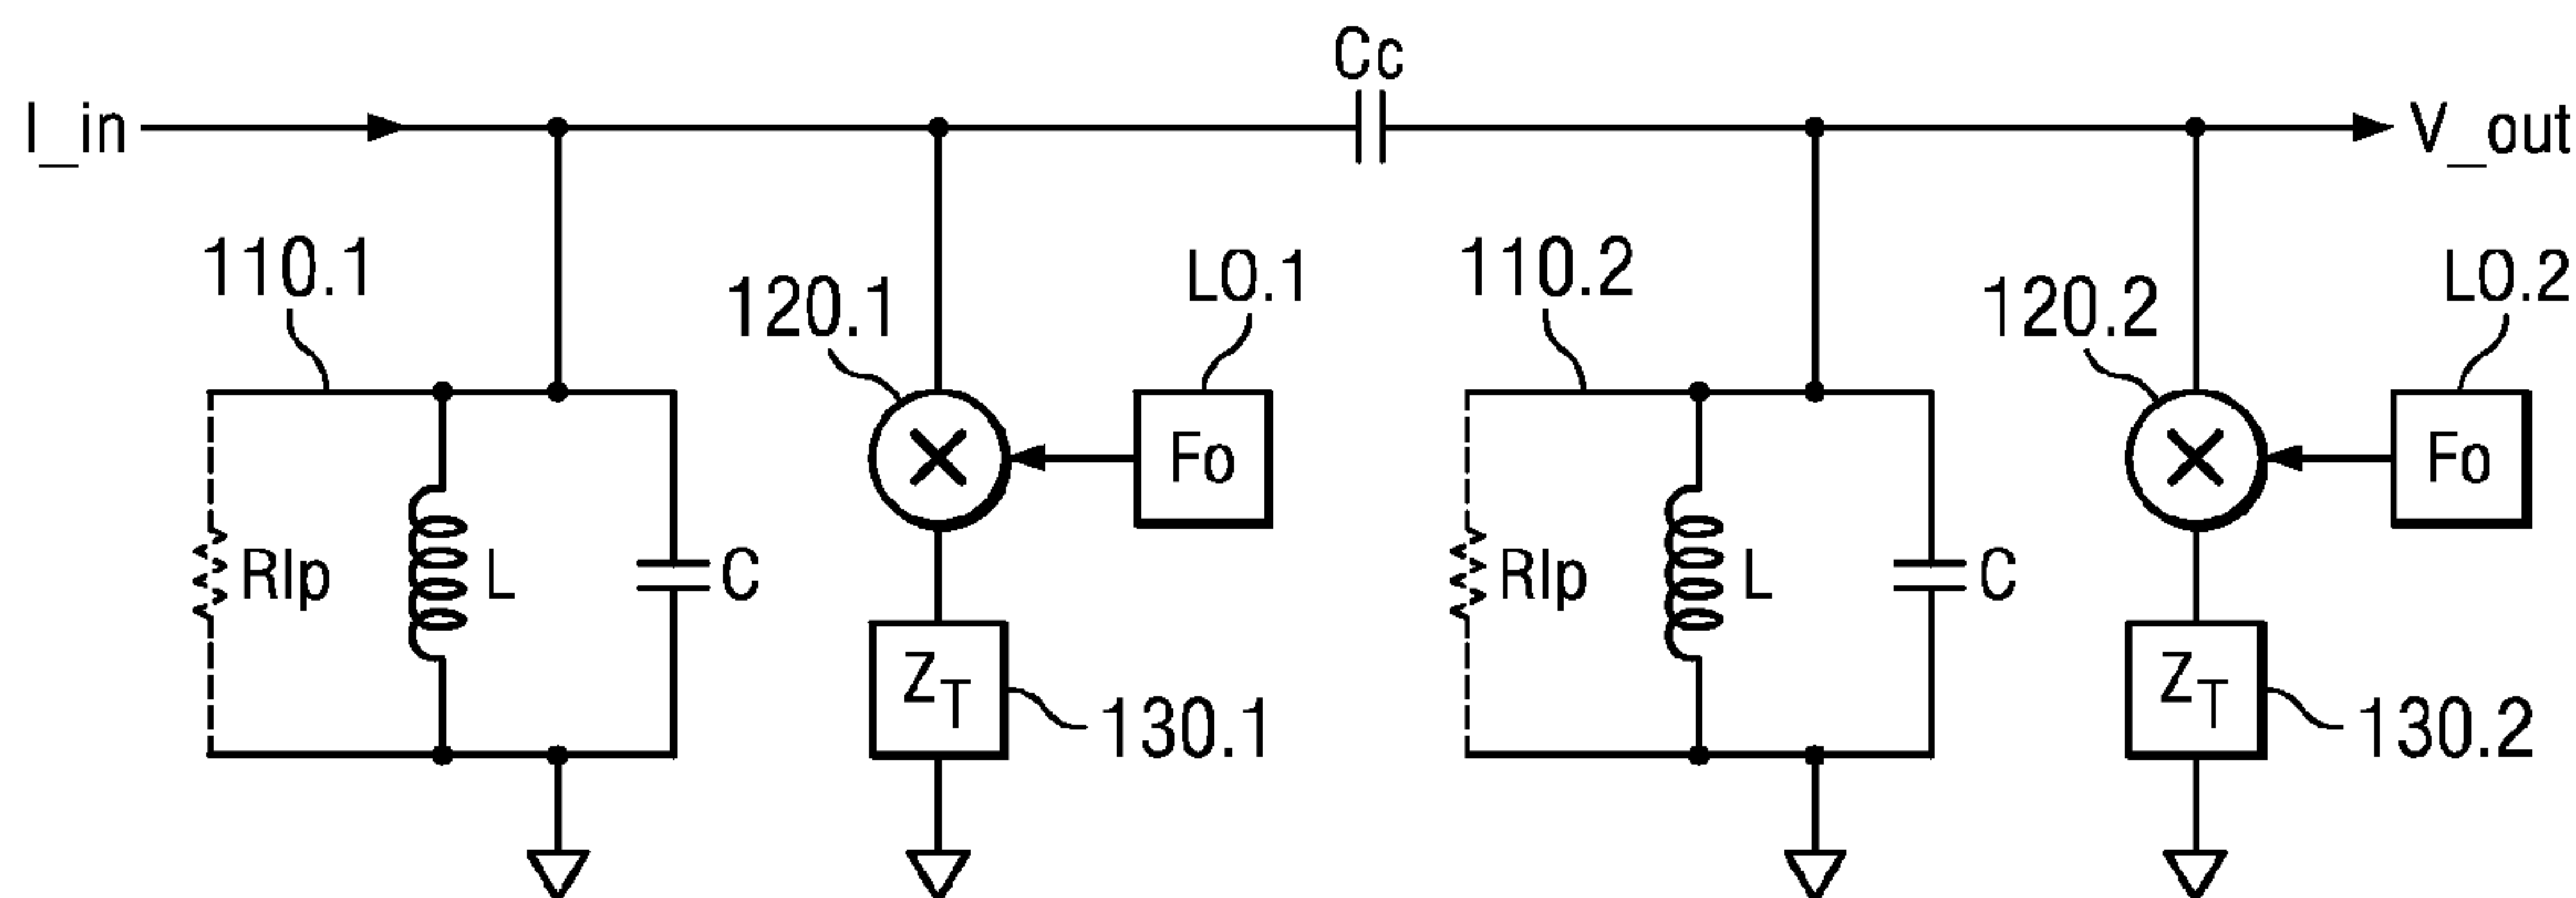 Cc
I_in
V_out
110.1
120.1
LO.1
110.2
120.2
LO.2
Fo
Fo
Rlp
L
C
Rlp
L
C
ZT
130.1
ZT
130.2